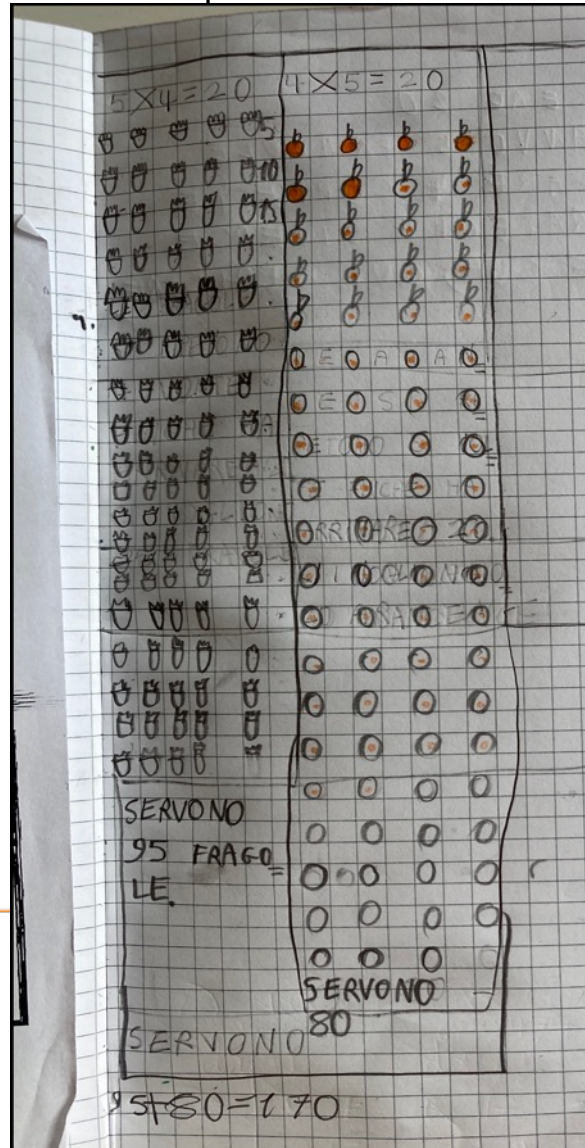 5X4=20
4X5=20
5
10
15
SERVONO
95 FRAGO
LE.
SERVONO
80
SERVONO
95+80=170